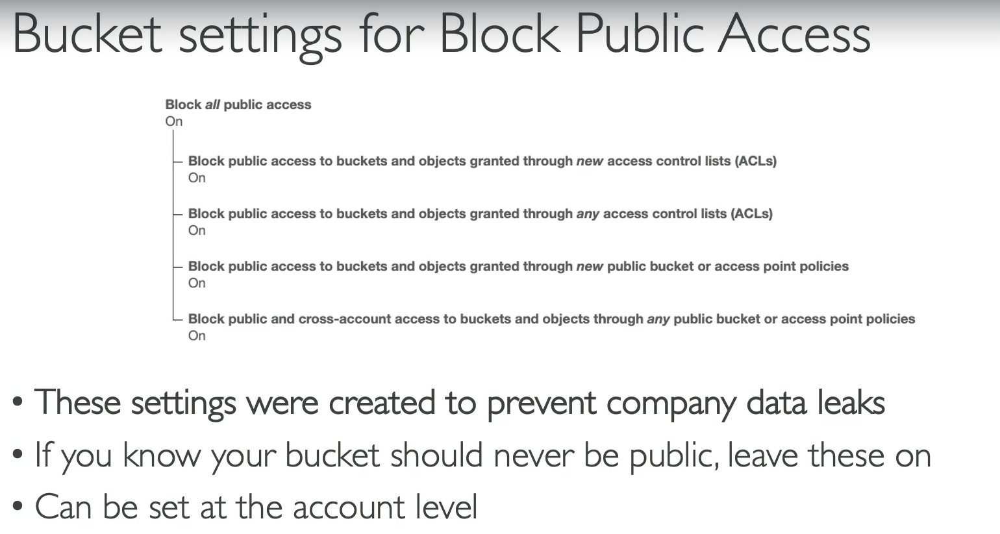 Bucket settings for Block Public Access
Block all public access
On
Block public access to buckets and objects granted through new access control lists (ACLs)
On
Block public access to buckets and objects granted through any access control lists (ACLs)
On
Block public access to buckets and objects granted through new public bucket or access point policies
On
Block public and cross-account access to buckets and objects through any public bucket or access point policies
On
• These settings were created to prevent company data leaks
• If you know your bucket should never be public, leave these on
• Can be set at the account level